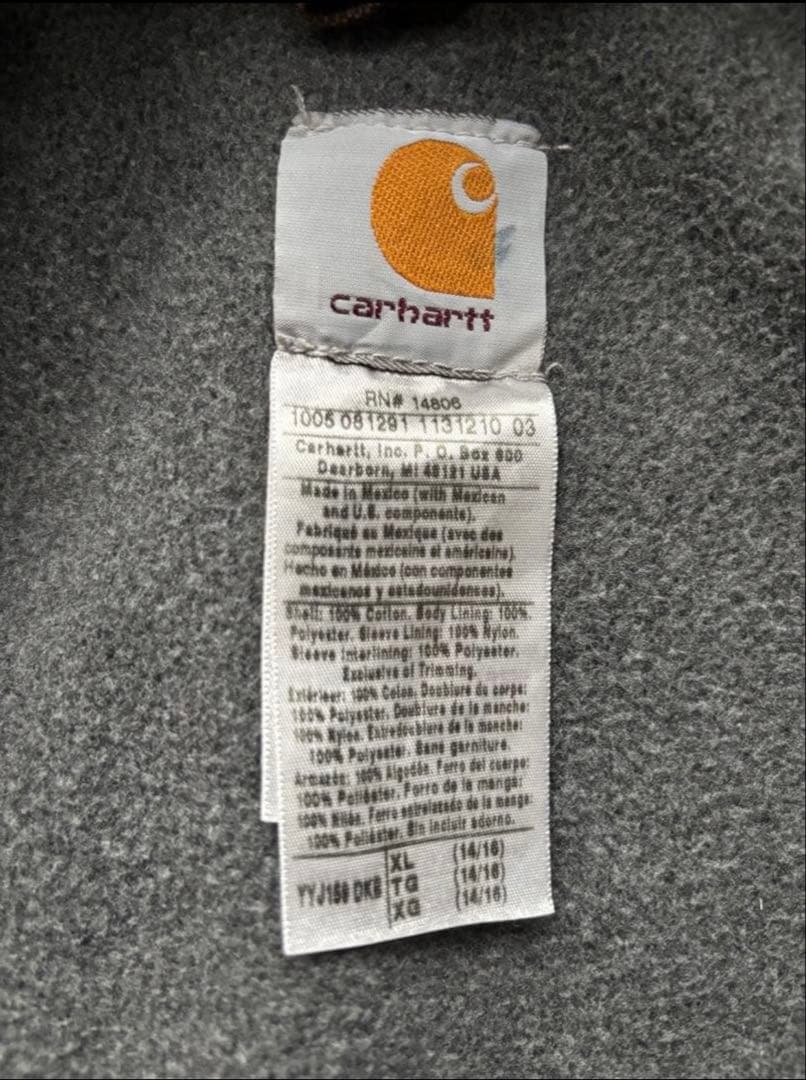 carhartt
RN# 14806
1005 061291 1131210 03
Carhartt, Inc. P. O. Box 600
Dearborn, MI 48121 USA
Made in Mexico (with Mexican
and U.S. components).
Fabriqué au Mexique (avec des
composants mexicains et américains).
Hecho en México (con componentes
mexicanos y estadounidenses).
Shell: 100% Cotton. Body Lining: 100%
Polyester. Sleeve Lining: 100% Nylon.
Sleeve Interlining: 100% Polyester.
Exclusive of Trimming.
Extérieur: 100% Coton. Doublure du corps:
100% Polyester. Doublure de la manche:
100% Nylon. Entredoublure de la manche:
100% Polyester. Sans garniture.
100% Algodón. Forro del cuerpo:
100% Poliéster. Forro de la manga:
100% Nilón. Forro de la manga:
100% Poliéster. Sin incluir adorno.
XL (14/16)
YYJ159 DKB TG (14/16)
XG (14/16)